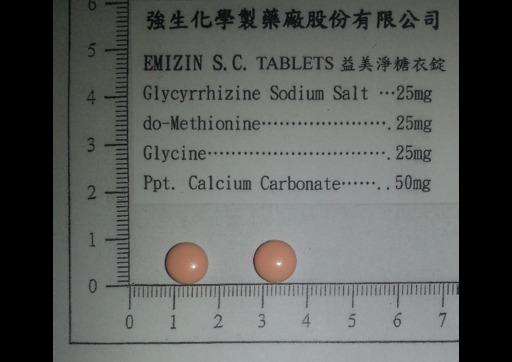 強生化學製藥廠股份有限公司
EMIZIN S.C. TABLETS 益美淨糖衣錠
Glycyrrhizine Sodium Salt …25mg
do-Methionine……………………. 25mg
Glycine……………………………. 25mg
Ppt. Calcium Carbonate……..50mg
6
5
4
3
2
1
0
0 1 2 3 4 5 6 7